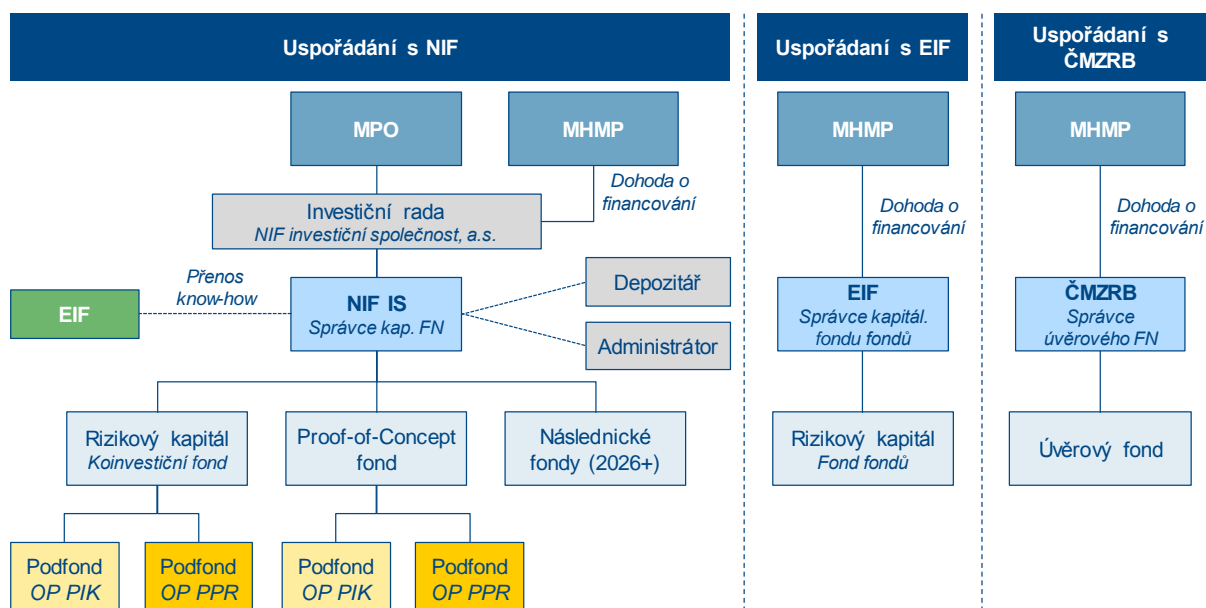 Uspořádání s NIF
MPO
MHMP
Dohoda o
financování
Investiční rada
NIF investiční společnost, a.s.
Přenos
know-how
EIF
NIF IS
Správce kap. FN
Depozitář
Administrátor
Rizikový kapitál
Koinvestiční fond
Proof-of-Concept
fond
Následnické
fondy (2026+)
Podfond
OP PIK
Podfond
OP PPR
Podfond
OP PIK
Podfond
OP PPR
Uspořádaní s EIF
MHMP
Dohoda o
financování
EIF
Správce kapitál.
fondu fondů
Rizikový kapitál
Fond fondů
Uspořádaní s
ČMZRB
MHMP
Dohoda o
financování
ČMZRB
Správce
úvěrového FN
Úvěrový fond